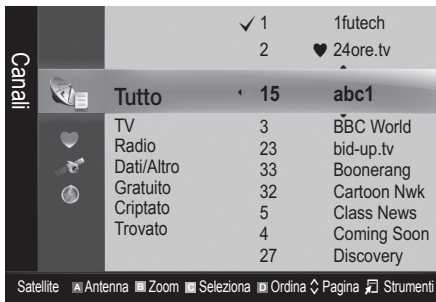 Canali
✓ 1 1futech
2 ♥ 24ore.tv
Tutto 15 abc1
TV 3 BBC World
Radio 23 bid-up.tv
Dati/Altro 33 Boonerang
Gratuito 32 Cartoon Nwk
Criptato 5 Class News
Trovato 4 Coming Soon
27 Discovery
Satellite A Antenna B Zoom C Seleziona D Ordina Pagina Strumenti